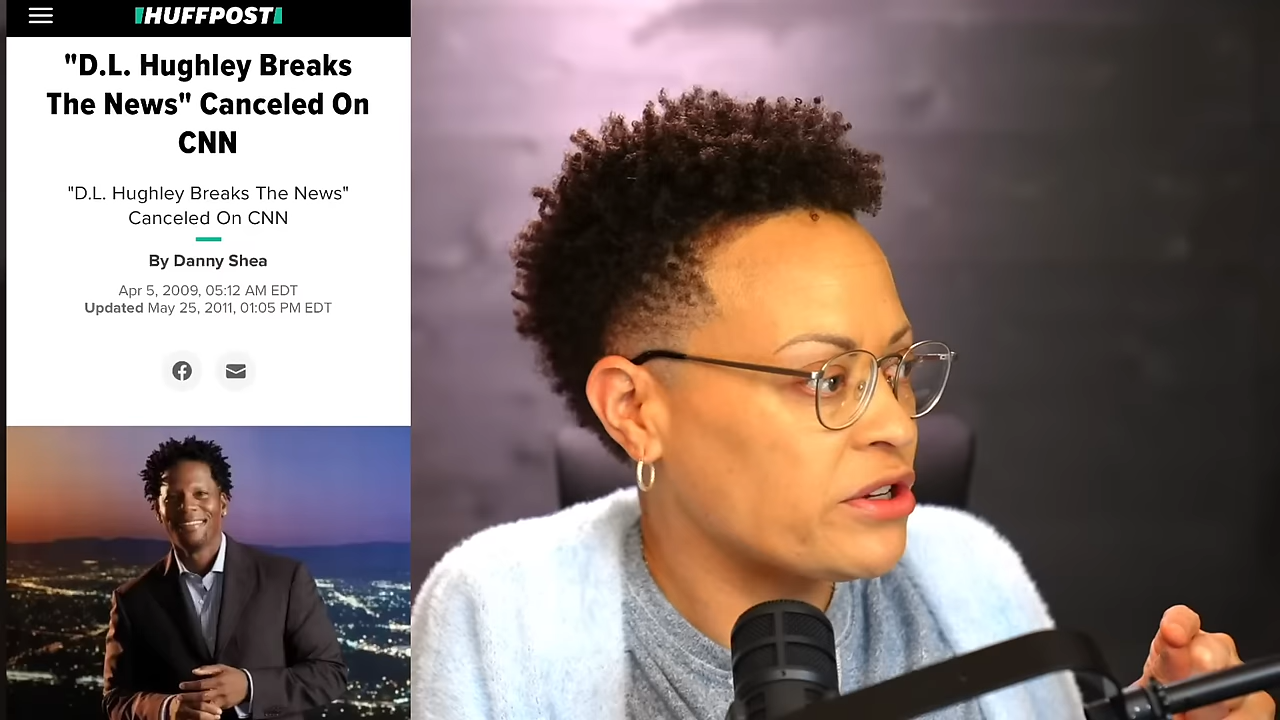 HUFFPOST
"D.L. Hughley Breaks
The News" Canceled On
CNN
"D.L. Hughley Breaks The News"
Canceled On CNN
By Danny Shea
Apr 5, 2009, 05:12 AM EDT
Updated May 25, 2011, 01:05 PM EDT